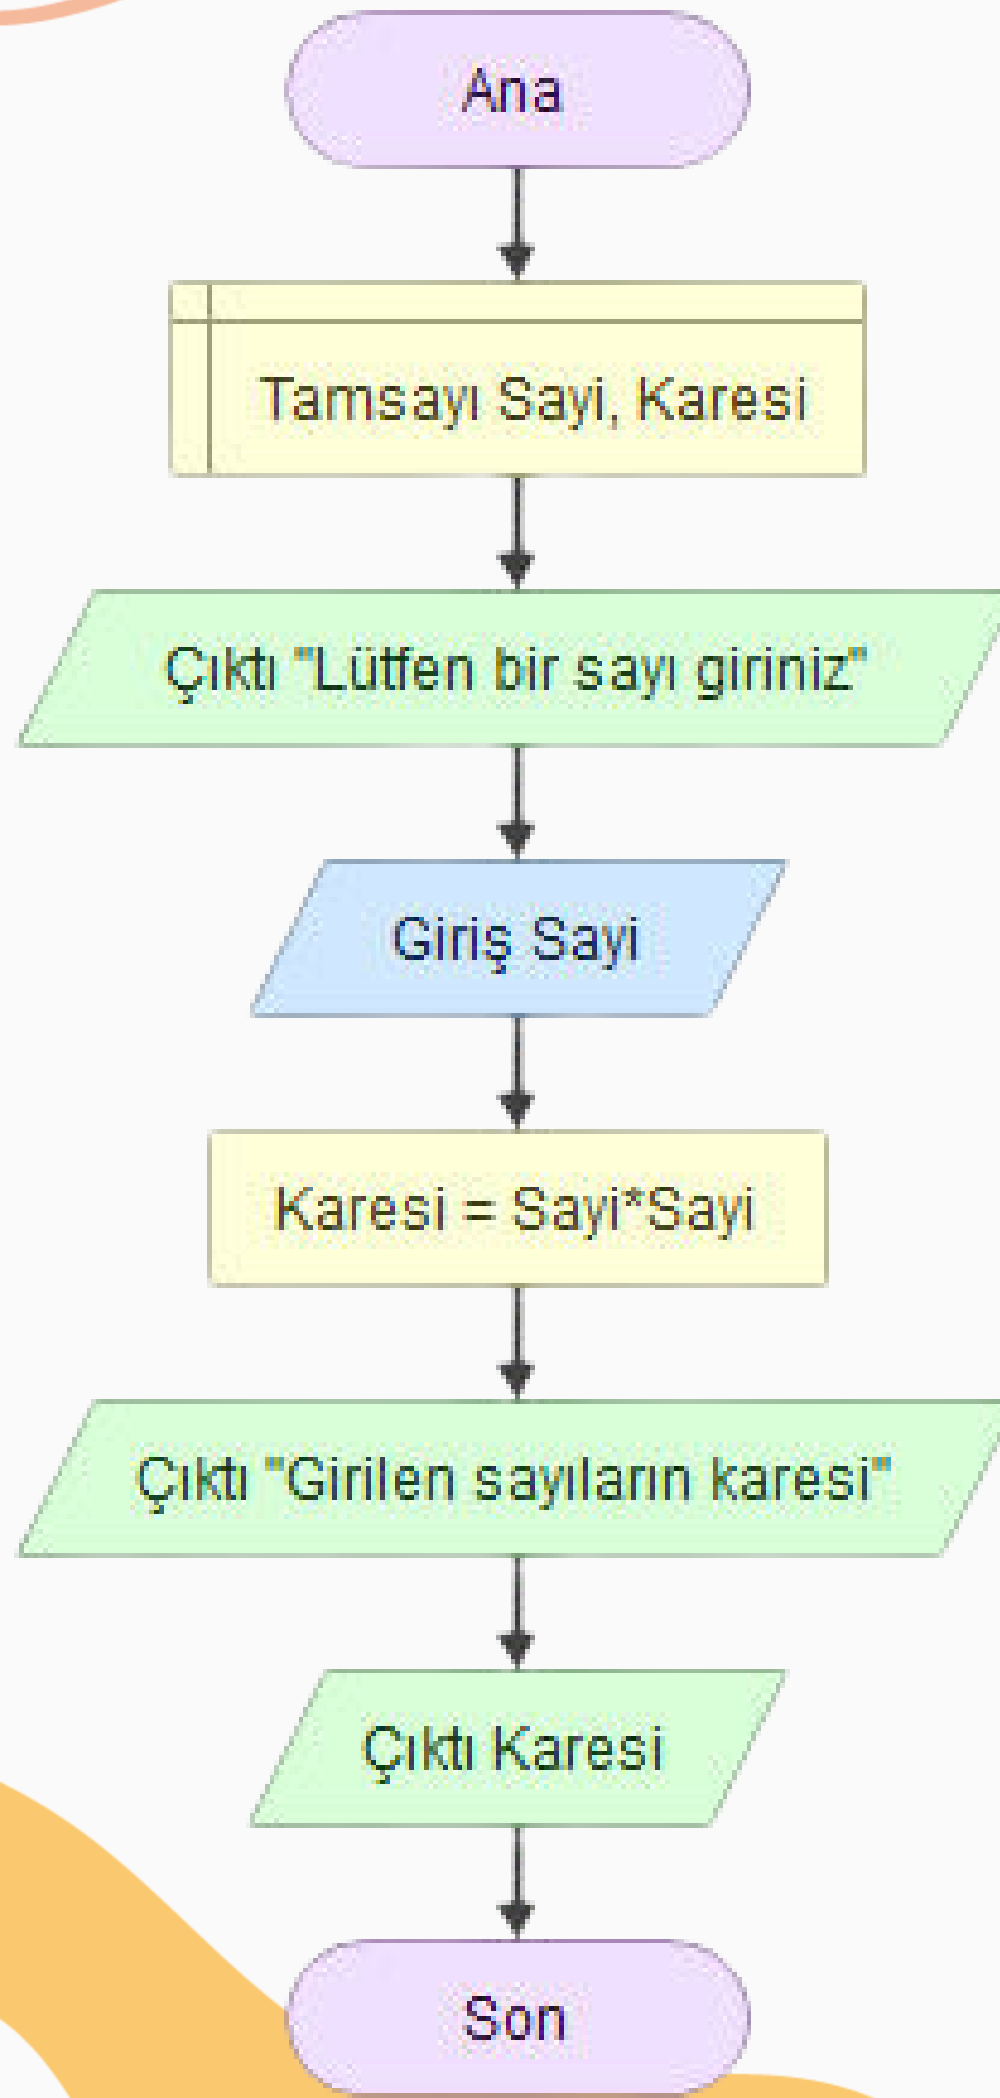 Ana
Tamsayı Sayi, Karesi
Çıktı "Lütfen bir sayı giriniz"
Giriş Sayi
Karesi = Sayi*Sayi
Çıktı "Girilen sayıların karesi"
Çıktı Karesi
Son